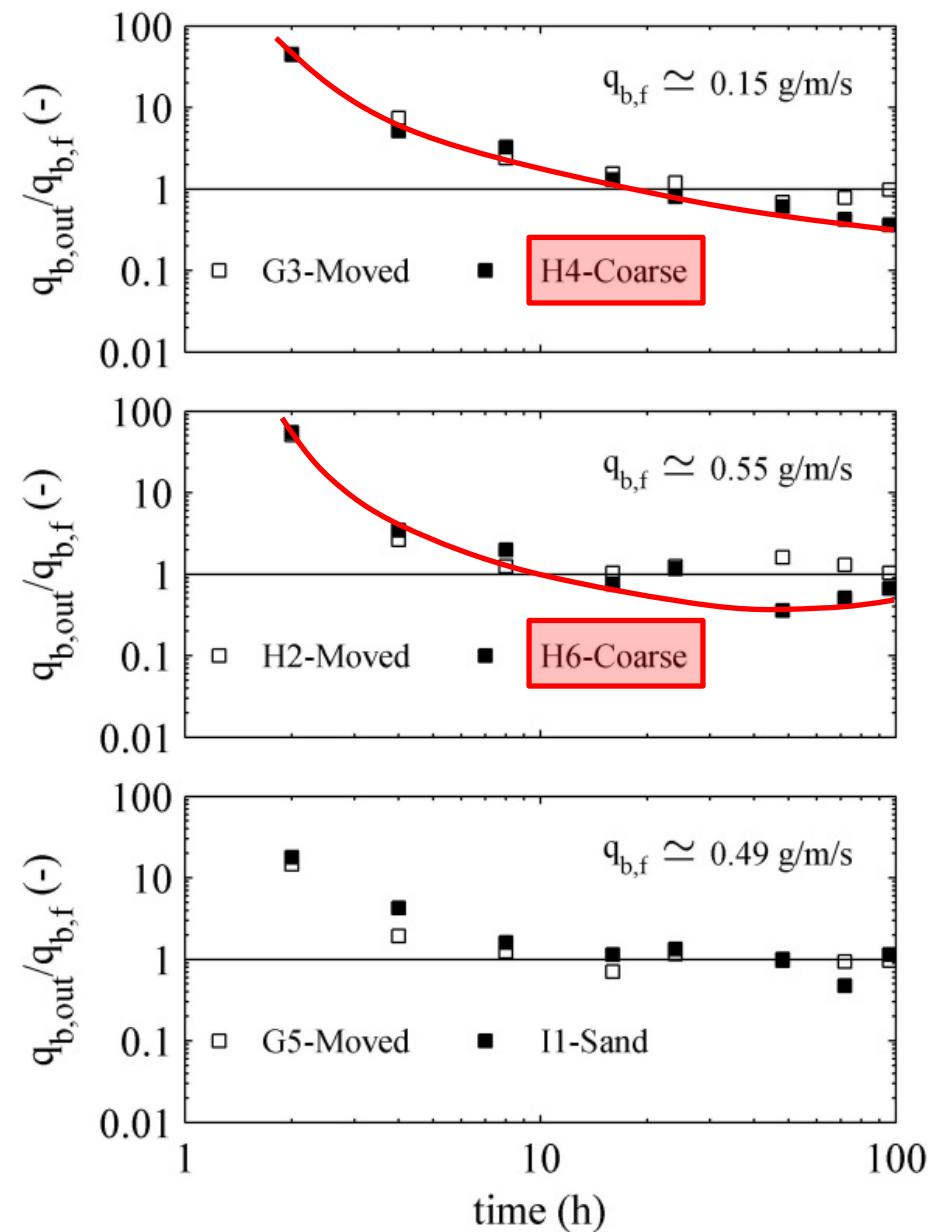 100
10
1
0.1
0.01
q_b,out/q_b,f (-)
q_b,f ≃ 0.15 g/m/s
G3-Moved H4-Coarse
100
10
1
0.1
0.01
q_b,out/q_b,f (-)
q_b,f ≃ 0.55 g/m/s
H2-Moved H6-Coarse
100
10
1
0.1
0.01
q_b,out/q_b,f (-)
q_b,f ≃ 0.49 g/m/s
G5-Moved I1-Sand
1 10 100
time (h)